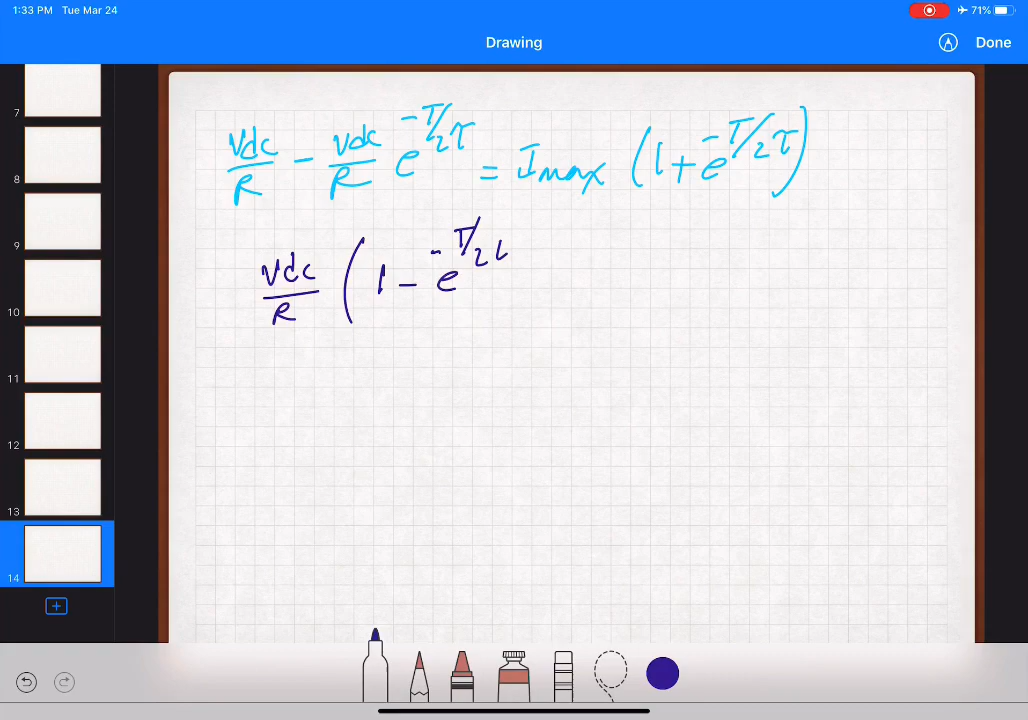 1:33 PM Tue Mar 24 71%
Drawing Done
7
8
9
10
11
12
13
14
Vdc/R - Vdc/R e^(-T/2τ) = Imax (1 + e^(-T/2τ))
Vdc/R (1 - e^(-T/2